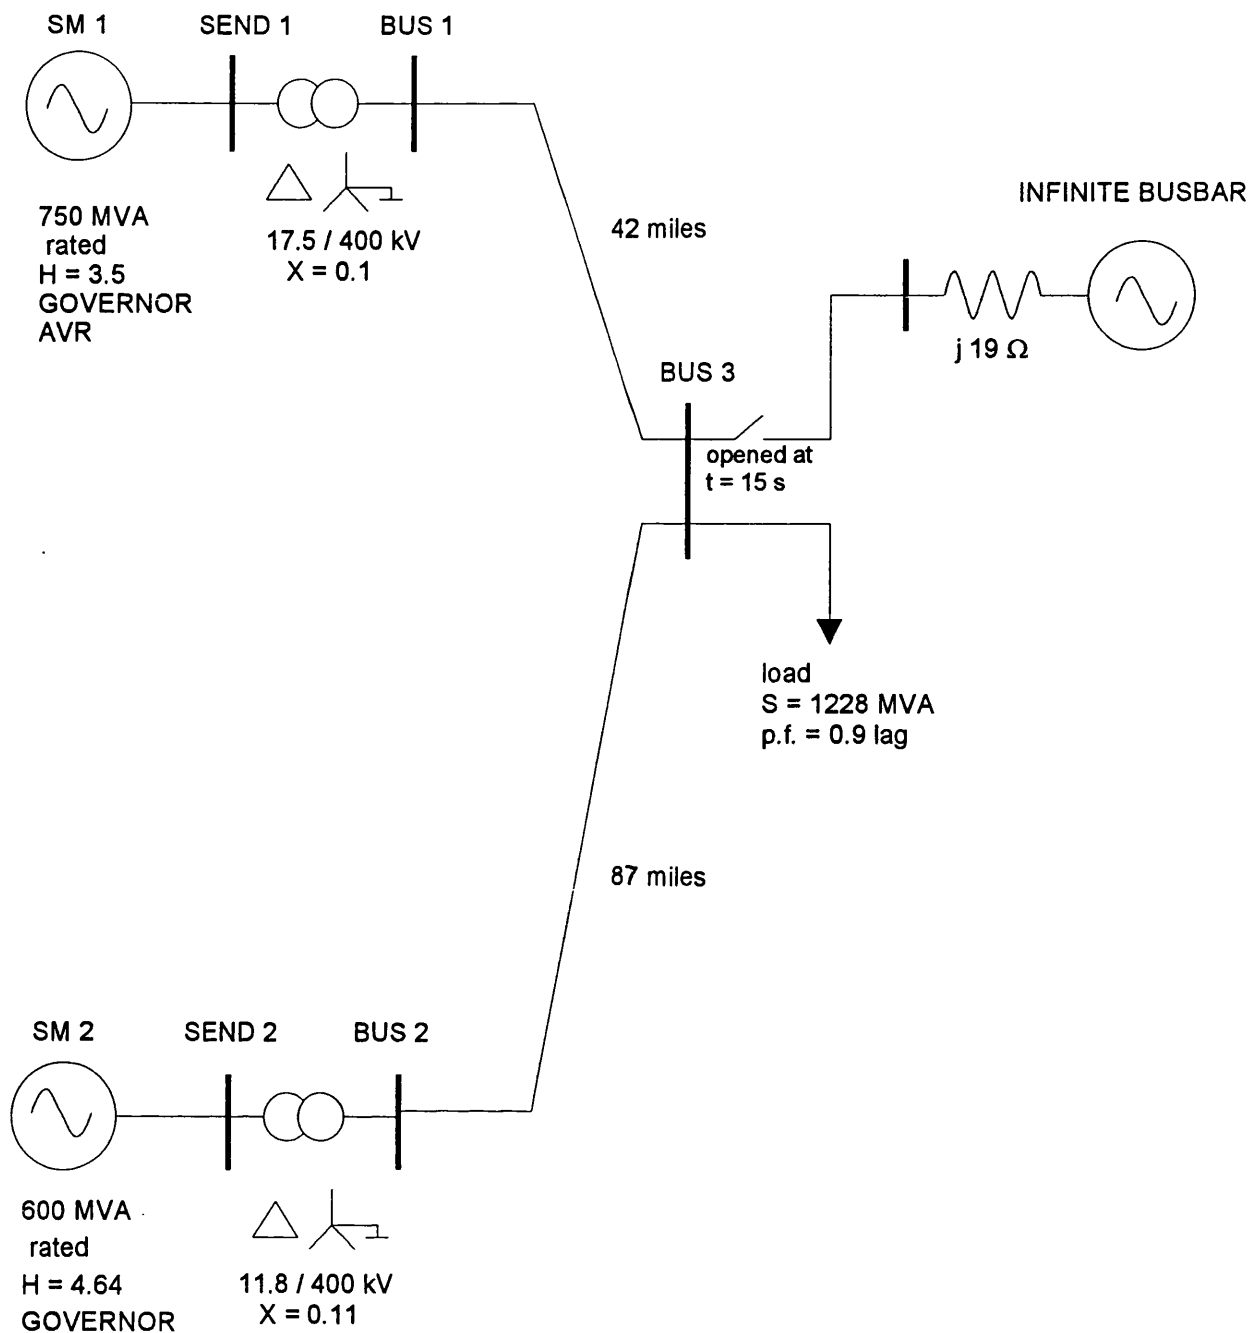 SM 1
SEND 1
BUS 1
750 MVA
rated
H = 3.5
GOVERNOR
AVR
17.5 / 400 kV
X = 0.1
42 miles
INFINITE BUSBAR
j 19 Ω
BUS 3
opened at
t = 15 s
load
S = 1228 MVA
p.f. = 0.9 lag
87 miles
SM 2
SEND 2
BUS 2
600 MVA
rated
H = 4.64
GOVERNOR
11.8 / 400 kV
X = 0.11